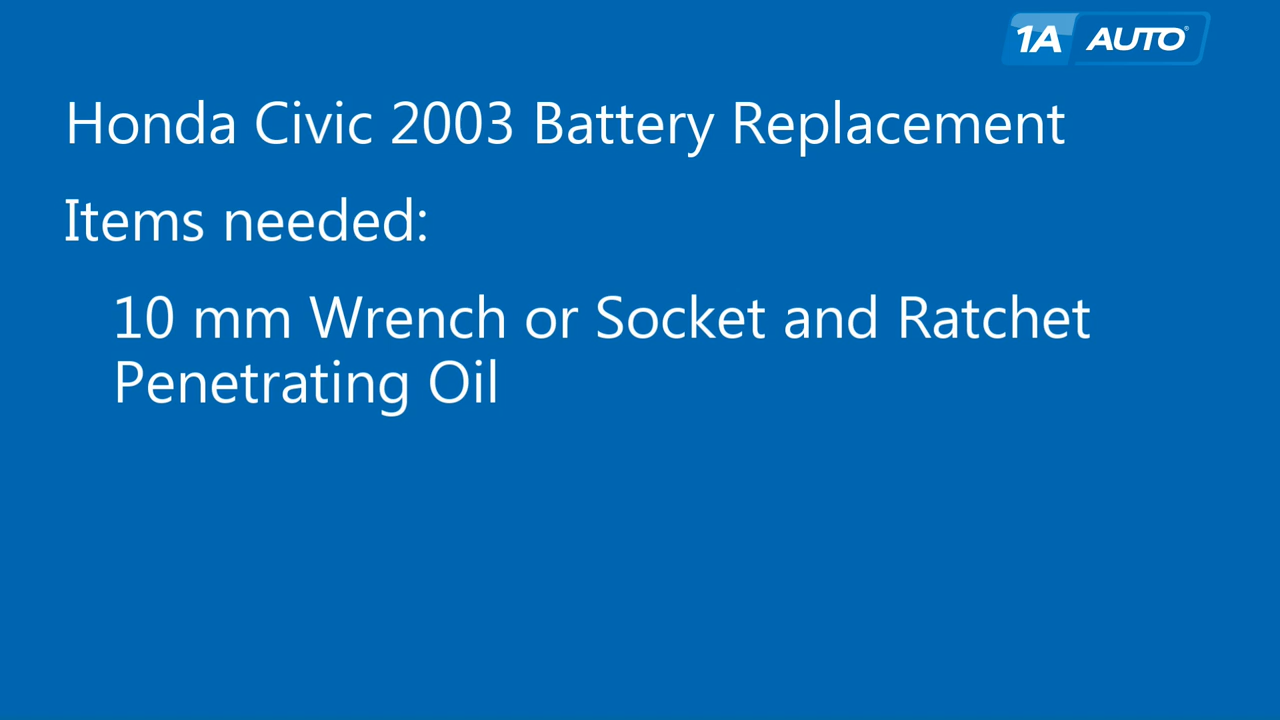 1A AUTO®
Honda Civic 2003 Battery Replacement
Items needed:
10 mm Wrench or Socket and Ratchet
Penetrating Oil